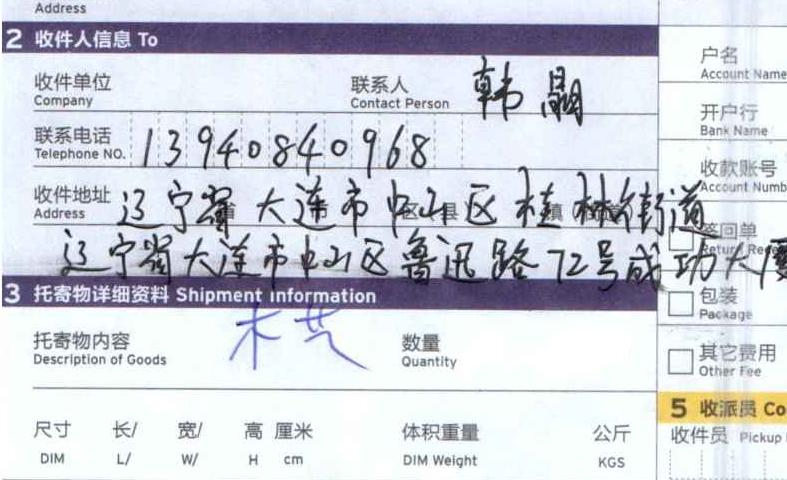 Address
2 收件人信息 To
收件单位 联系人 韩晶
Company Contact Person
户名
Account Name
联系电话 13940840968
Telephone NO.
开户行
Bank Name
收件地址 辽宁省大连市中山区桂林街道
Address 省 市 区/县 镇
收款账号
Account Numb
辽宁省大连市中山区鲁迅路72号成功大厦
签回单
Return Re
3 托寄物详细资料 Shipment information
包装
Package
托寄物内容 数量
Description of Goods Quantity
其它费用
Other Fee
5 收派员 Co
尺寸 长/ 宽/ 高 厘米 体积重量 公斤
DIM L/ W/ H cm DIM Weight KGS
收件员 Pickup